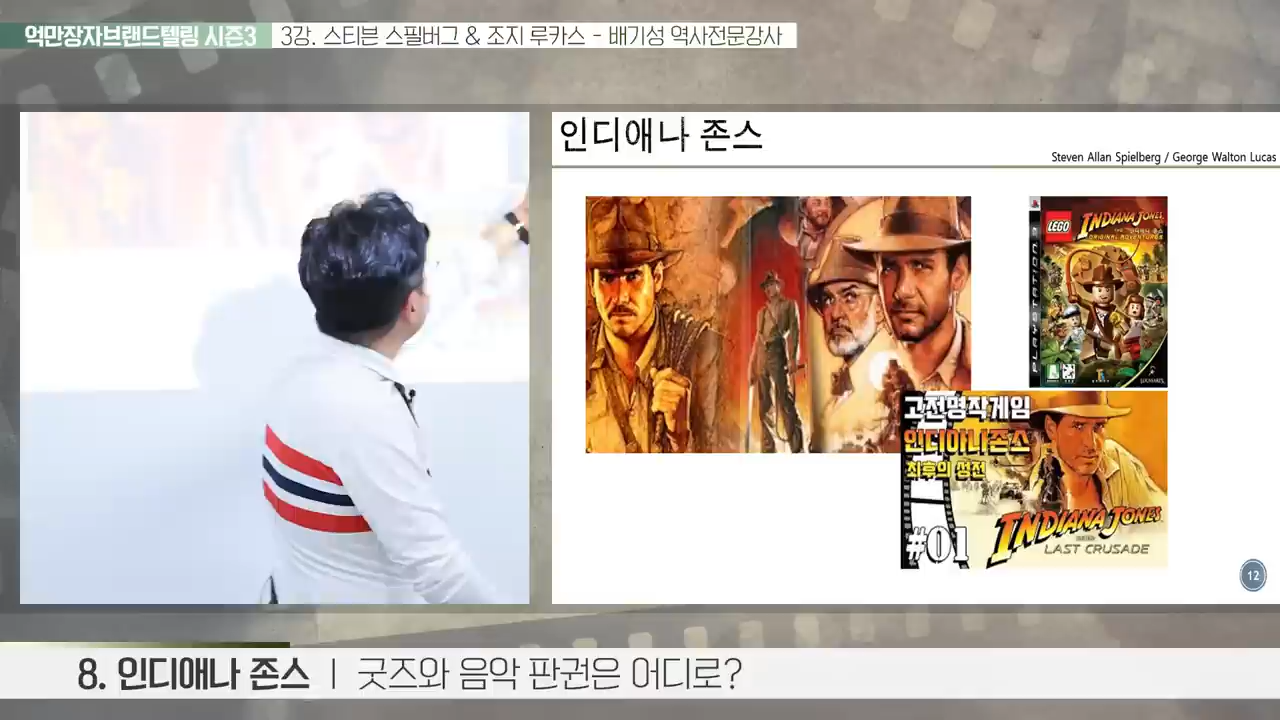 억만장자브랜드텔링 시즌3
3강. 스티븐 스필버그 & 조지 루카스 - 배기성 역사전문강사
인디애나 존스
Steven Allan Spielberg / George Walton Lucas
PLAYSTATION 3
LEGO
INDIANA JONES
ORIGINAL ADVENTURES
고전명작게임
인디아나존스
최후의 성전
#01
INDIANA JONES
LAST CRUSADE
12
8. 인디애나 존스 | 굿즈와 음악 판권은 어디로?